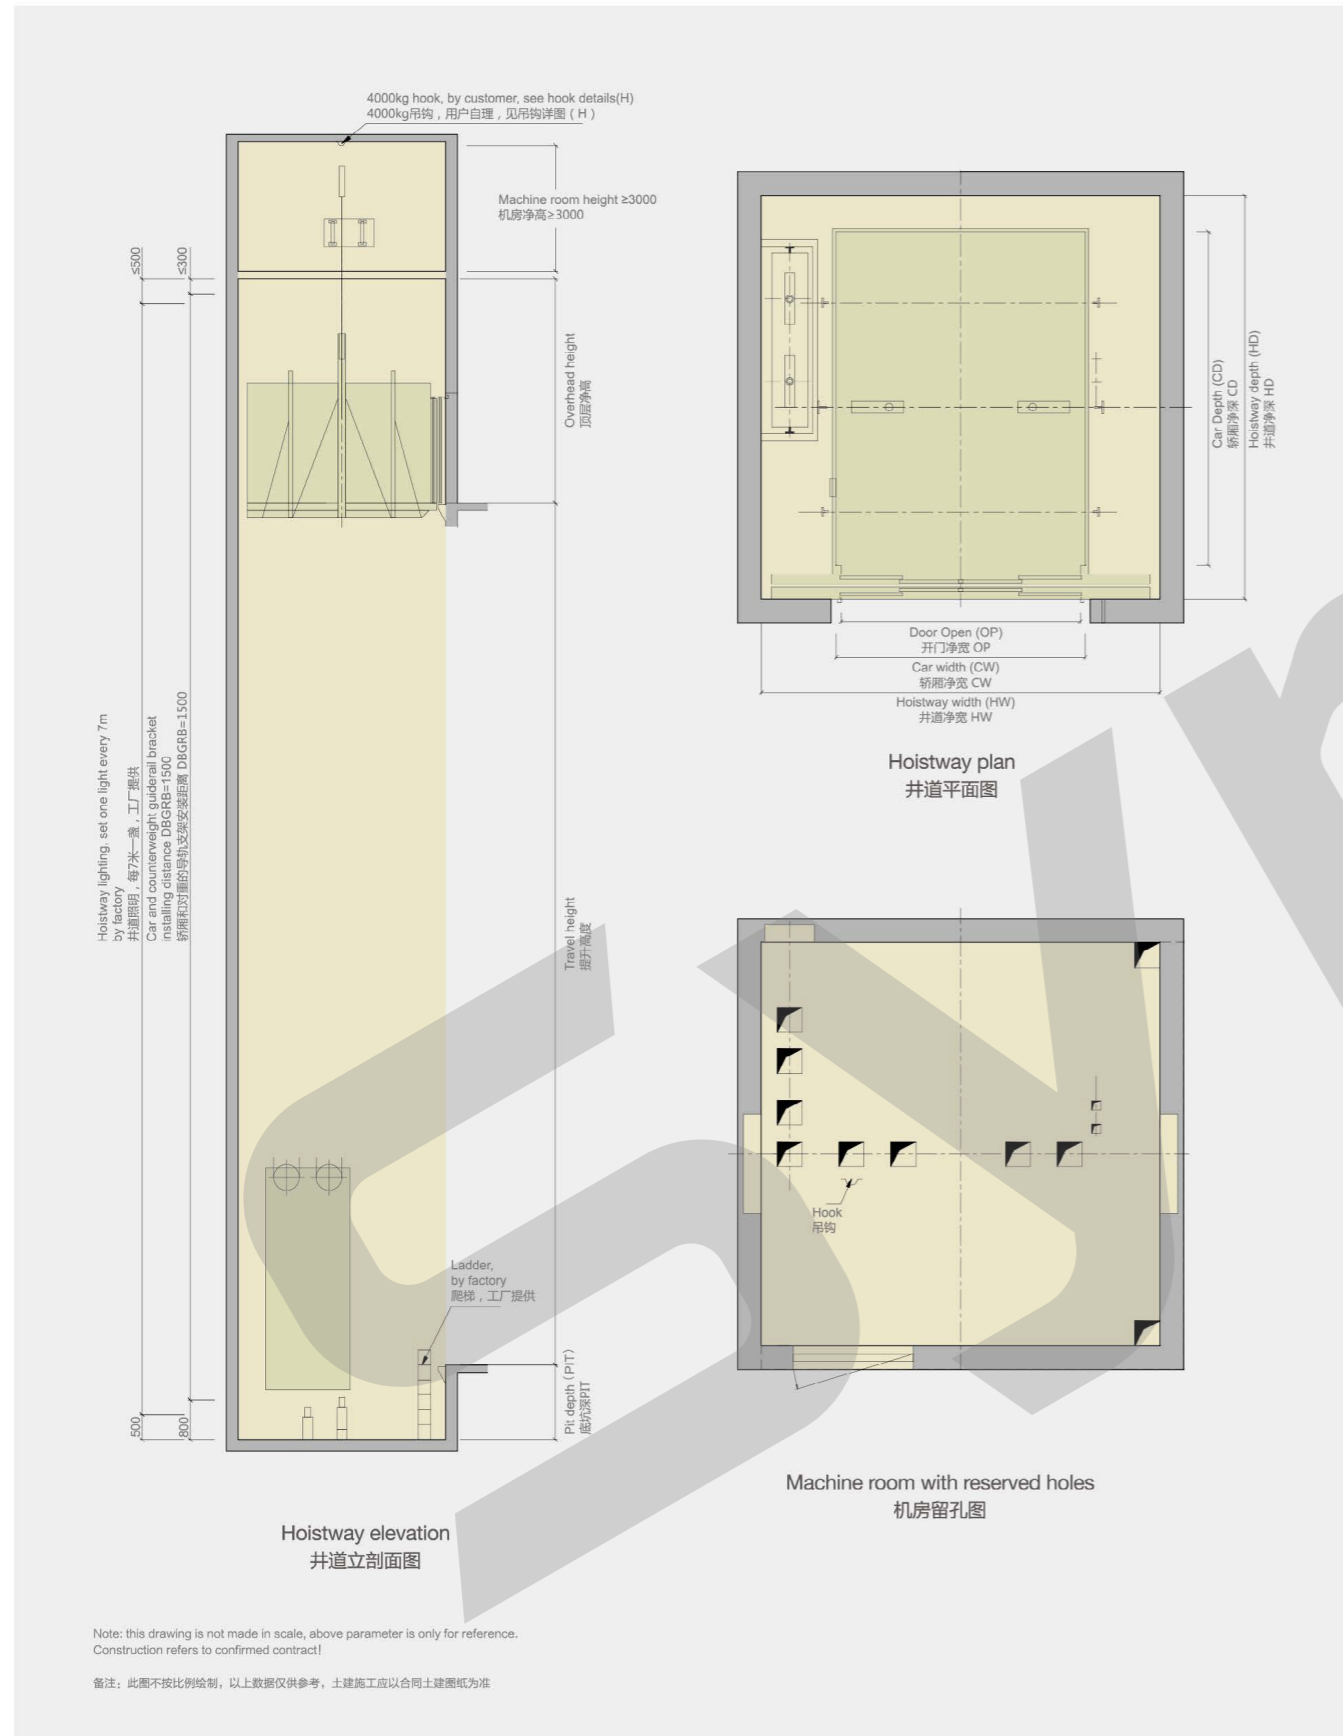 4000kg hook, by customer, see hook details(H)
4000kg吊钩，用户自理，见吊钩详图（H）
Machine room height ≥3000
机房净高≥3000
≤500
≤300
Overhead height
顶层净高
Hoistway lighting, set one light every 7m
by factory
井道照明，每7米一盏，工厂提供
Car and counterweight guiderail bracket
installing distance DBGRB=1500
轿厢和对重的导轨支架安装距离 DBGRB=1500
Travel height
提升高度
Ladder,
by factory
爬梯，工厂提供
Pit depth (PIT)
底坑深PIT
500
800
Hoistway elevation
井道立剖面图
Car Depth (CD)
轿厢净深 CD
Hoistway depth (HD)
井道净深 HD
Door Open (OP)
开门净宽 OP
Car width (CW)
轿厢净宽 CW
Hoistway width (HW)
井道净宽 HW
Hoistway plan
井道平面图
Hook
吊钩
Machine room with reserved holes
机房留孔图
Note: this drawing is not made in scale, above parameter is only for reference.
Construction refers to confirmed contract!
备注：此图不按比例绘制，以上数据仅供参考，土建施工应以合同土建图纸为准